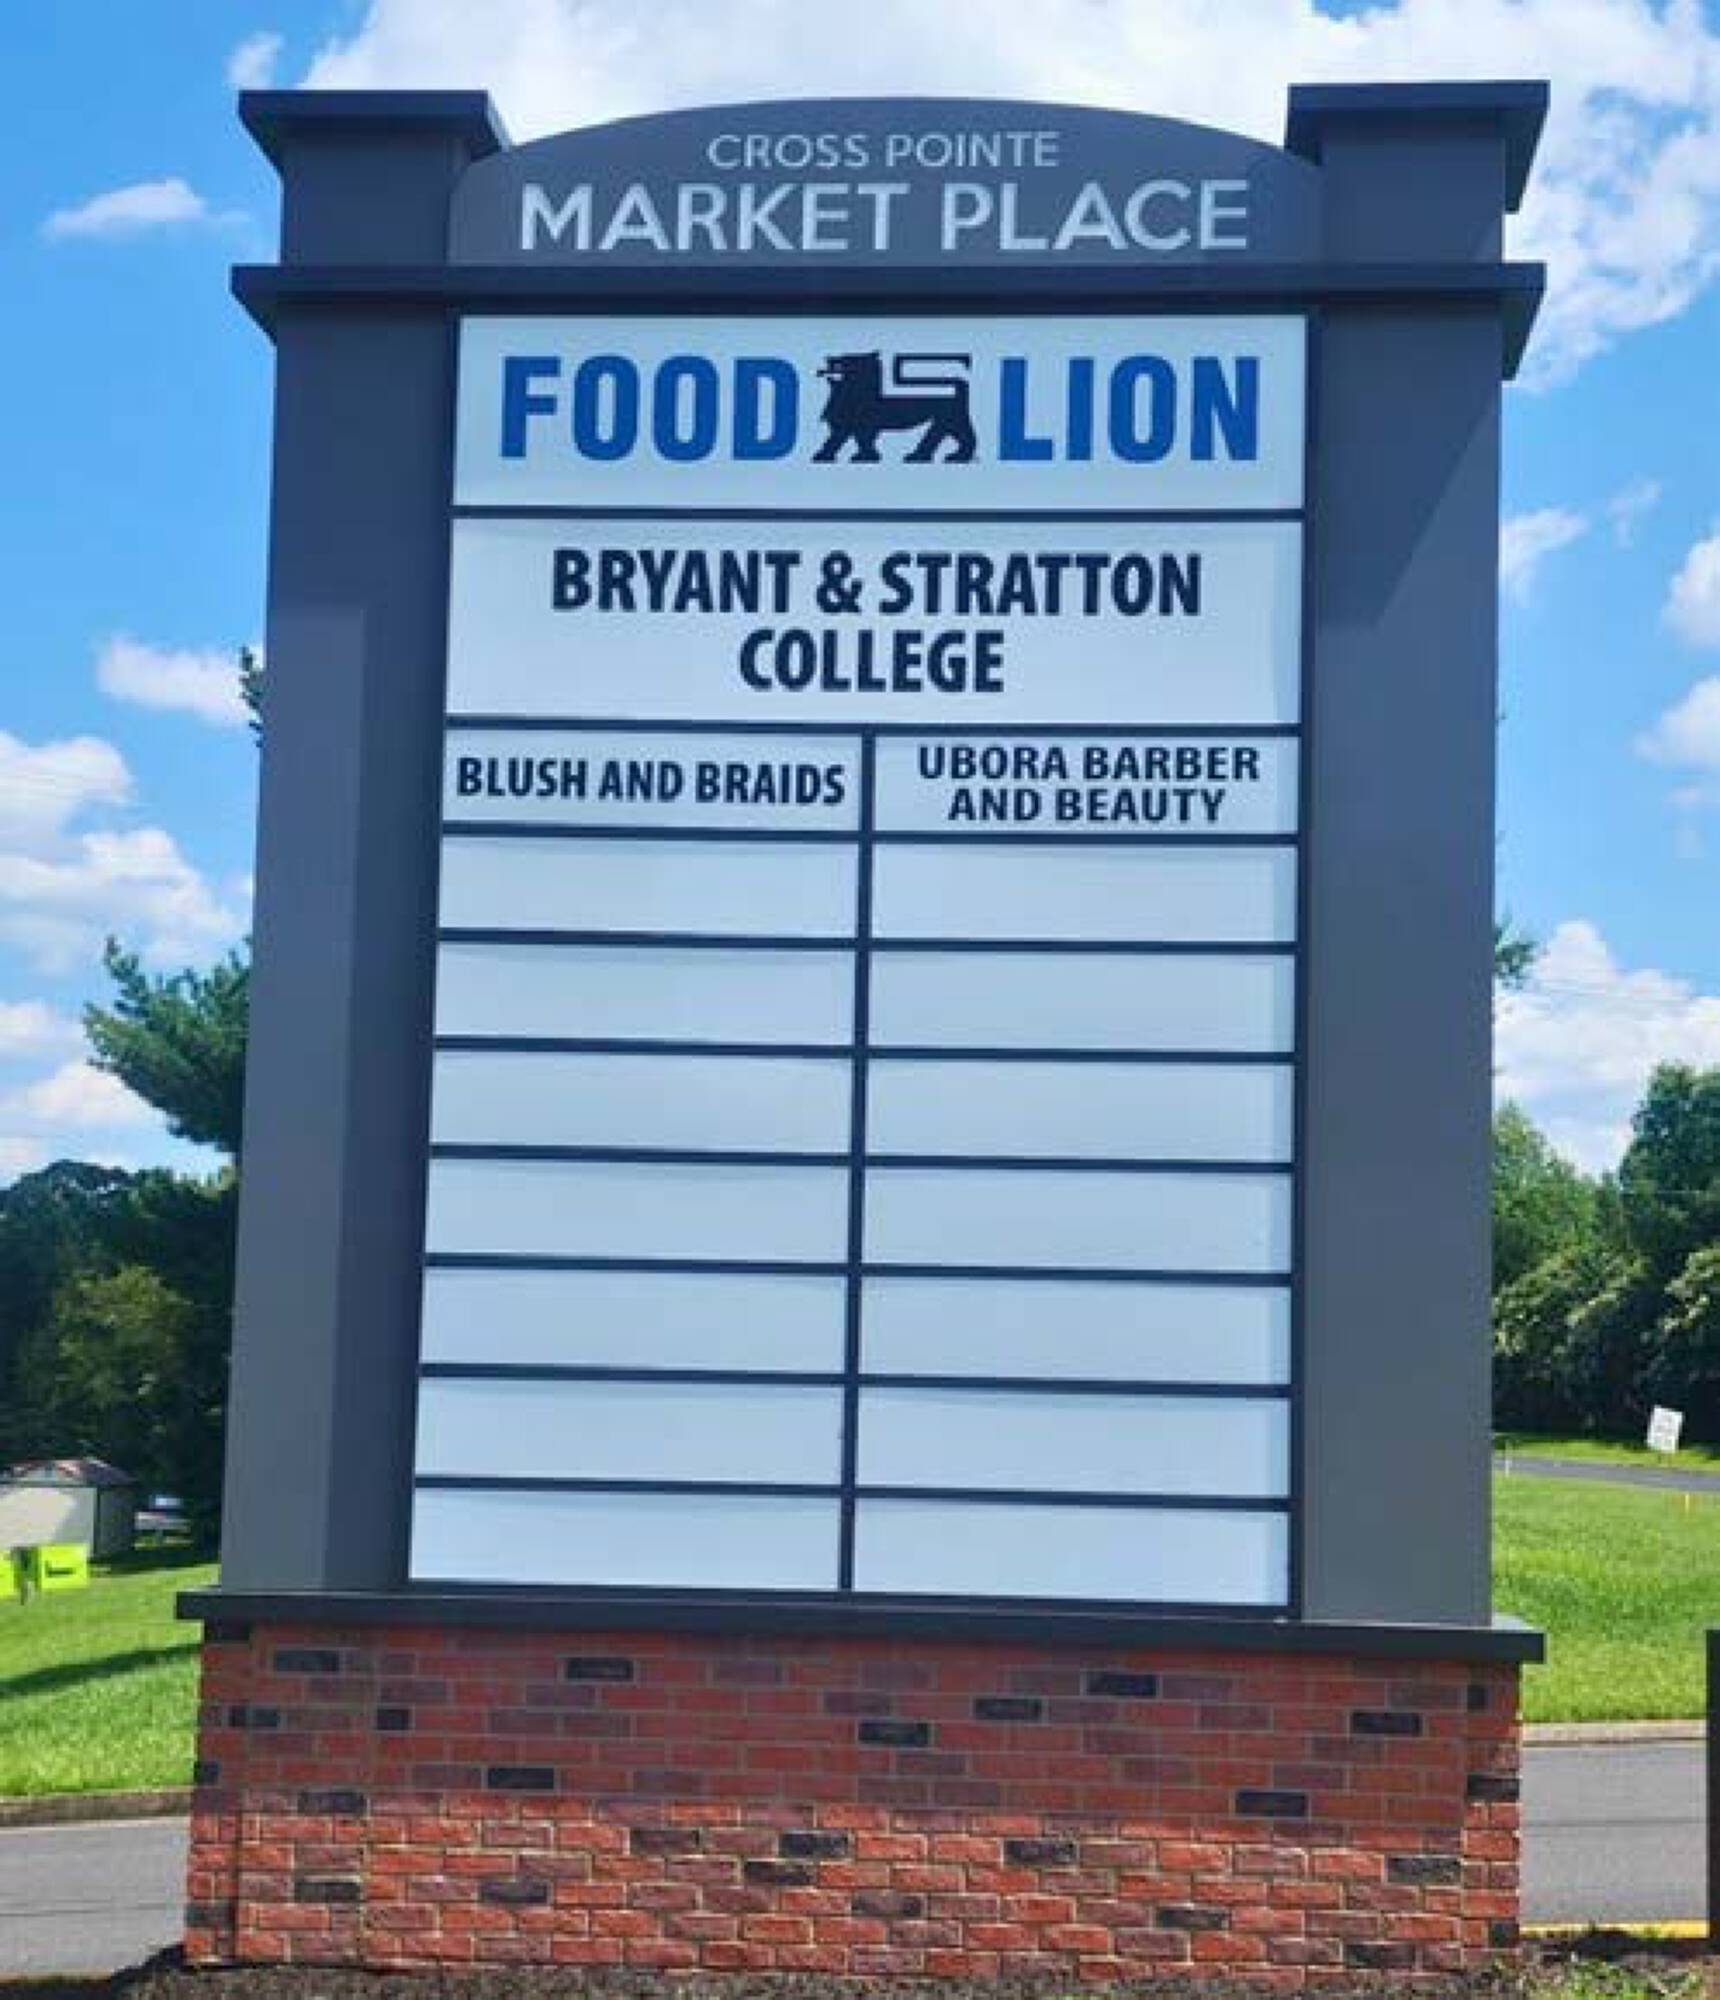 CROSS POINTE
MARKET PLACE
FOOD LION
BRYANT & STRATTON
COLLEGE
BLUSH AND BRAIDS
UBORA BARBER
AND BEAUTY